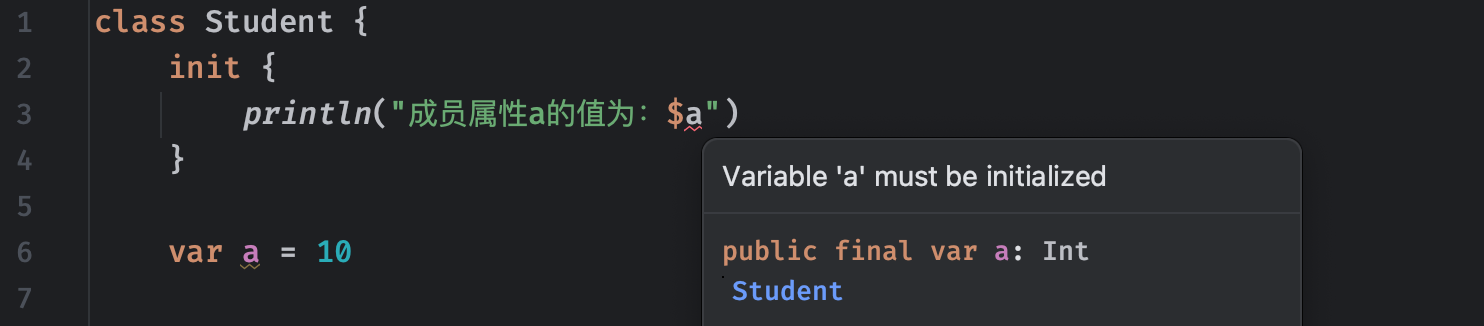 1 class Student {
2 init {
3 println("成员属性a的值为：$a")
4 }
5
6 var a = 10
7
Variable 'a' must be initialized
public final var a: Int
Student